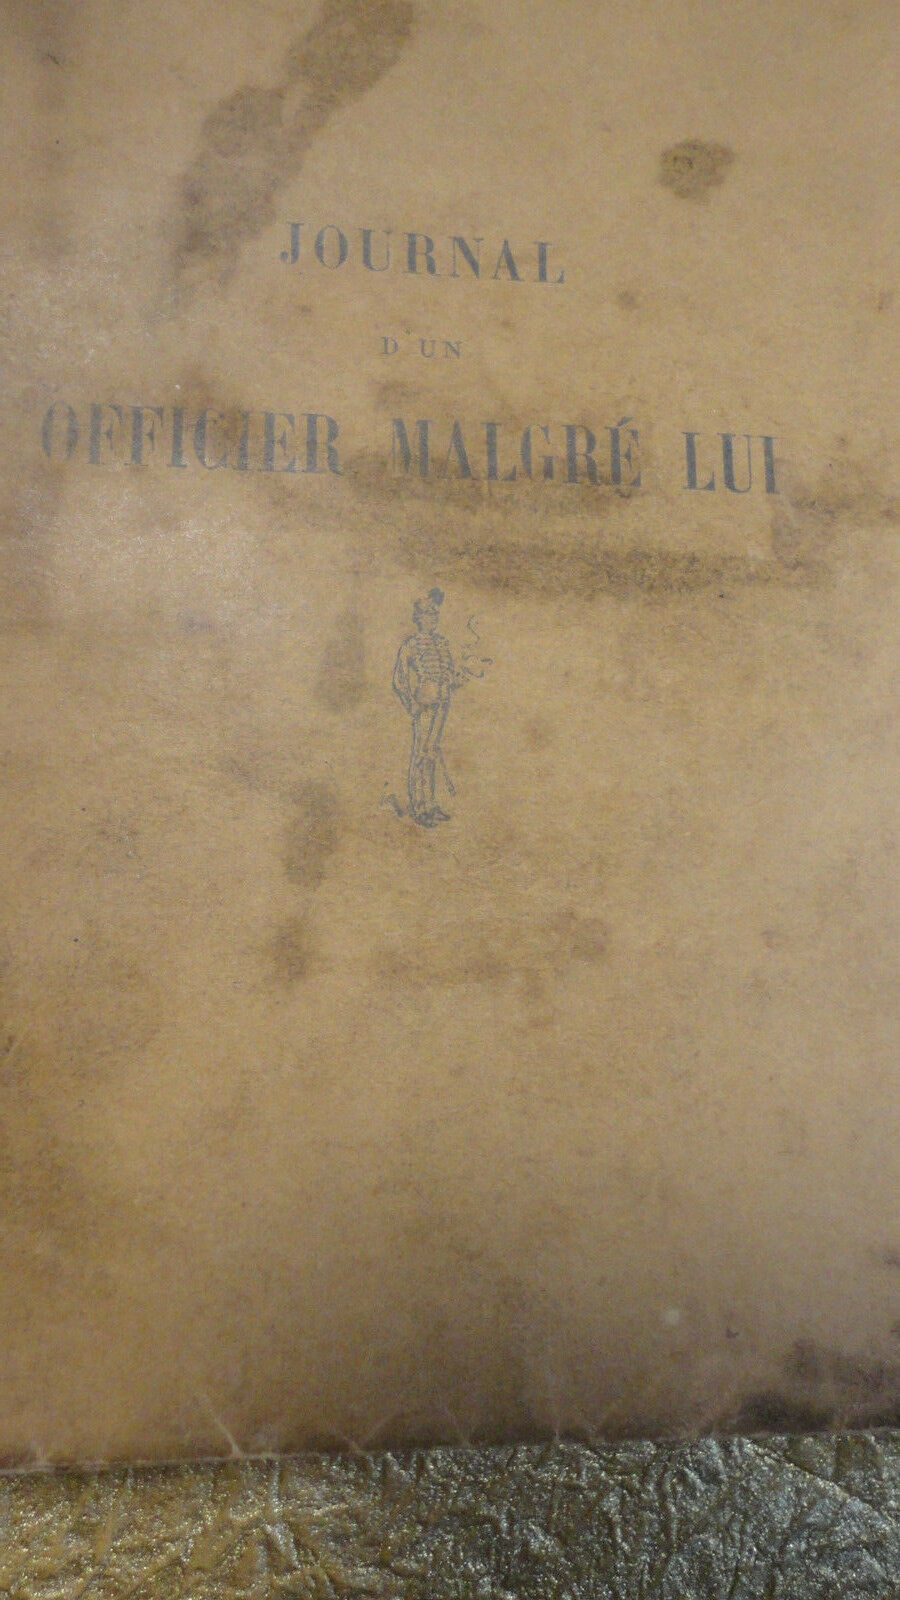 JOURNAL
D'UN
OFFICIER MALGRÉ LUI